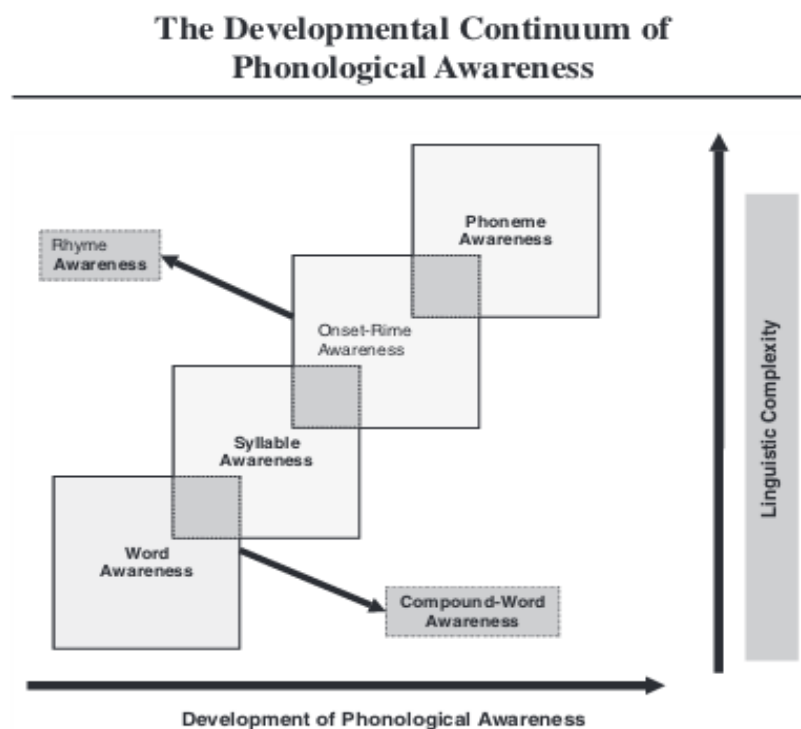 The Developmental Continuum of
Phonological Awareness
Phoneme
Awareness
Rhyme
Awareness
Onset-Rime
Awareness
Syllable
Awareness
Word
Awareness
Compound-Word
Awareness
Linguistic Complexity
Development of Phonological Awareness